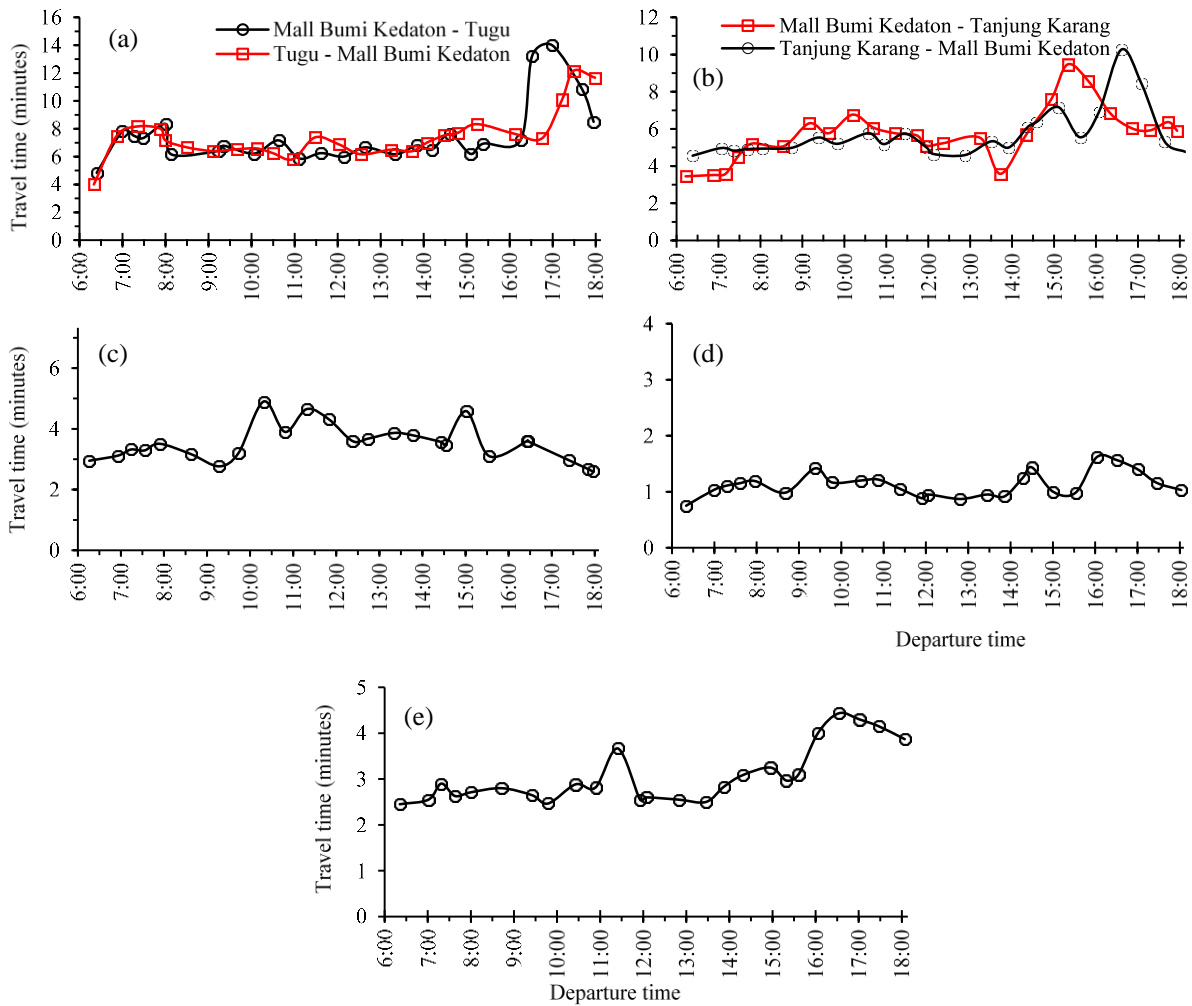 (a)
Mall Bumi Kedaton - Tugu
Tugu - Mall Bumi Kedaton
Travel time (minutes)
16
14
12
10
8
6
4
2
0
6:00 7:00 8:00 9:00 10:00 11:00 12:00 13:00 14:00 15:00 16:00 17:00 18:00
(b)
Mall Bumi Kedaton - Tanjung Karang
Tanjung Karang - Mall Bumi Kedaton
12
10
8
6
4
2
0
6:00 7:00 8:00 9:00 10:00 11:00 12:00 13:00 14:00 15:00 16:00 17:00 18:00
(c)
Travel time (minutes)
6
4
2
0
6:00 7:00 8:00 9:00 10:00 11:00 12:00 13:00 14:00 15:00 16:00 17:00 18:00
(d)
4
3
2
1
0
6:00 7:00 8:00 9:00 10:00 11:00 12:00 13:00 14:00 15:00 16:00 17:00 18:00
Departure time
(e)
Travel time (minutes)
5
4
3
2
1
0
6:00 7:00 8:00 9:00 10:00 11:00 12:00 13:00 14:00 15:00 16:00 17:00 18:00
Departure time